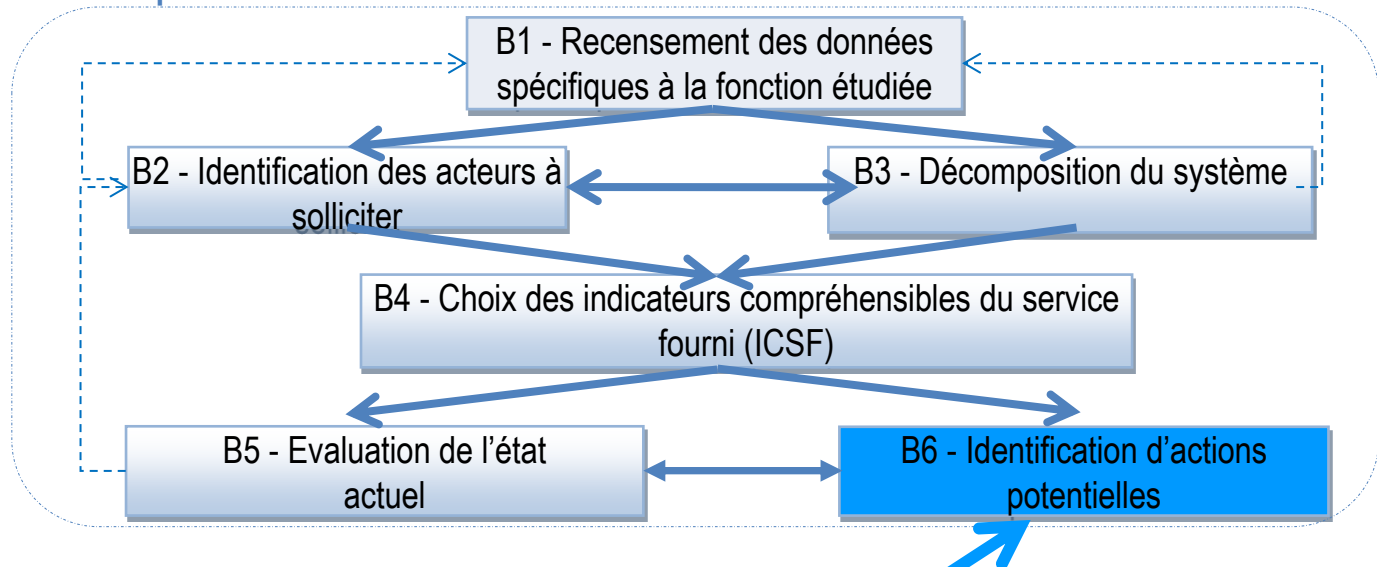 B1 - Recensement des données
spécifiques à la fonction étudiée
B2 - Identification des acteurs à
solliciter
B3 - Décomposition du système
B4 - Choix des indicateurs compréhensibles du service
fourni (ICSF)
B5 - Evaluation de l’état
actuel
B6 - Identification d’actions
potentielles